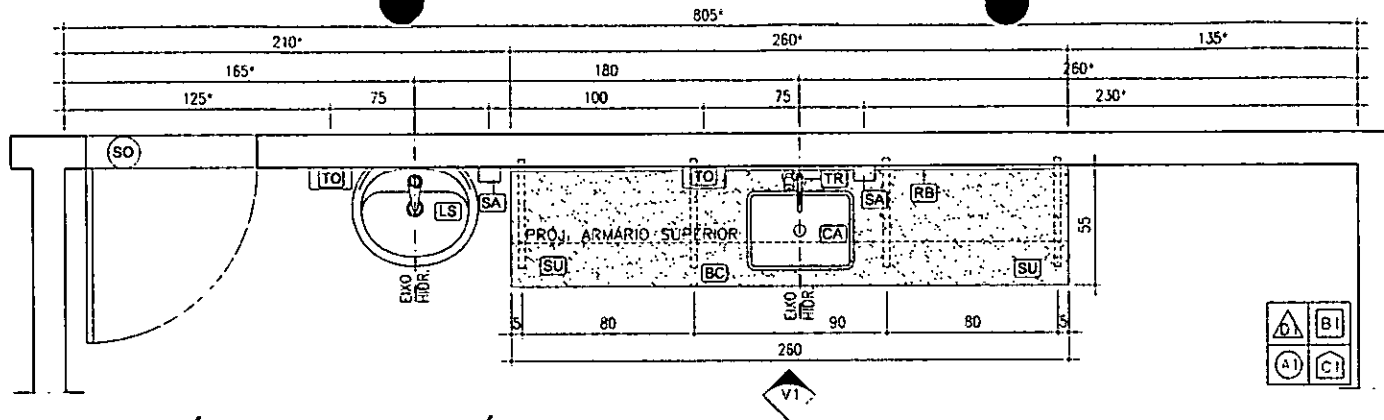 805*
210* 260* 135*
165* 180 260*
125* 75 100 75 230*
SO
TO LS SA TO TR SA RB
PROJ. ARMÁRIO SUPERIOR
CA
SU BC SU
55
EIXO
HIDR.
EIXO
HIDR.
5 80 90 80 5
260
V1
D1 B1
A1 C1